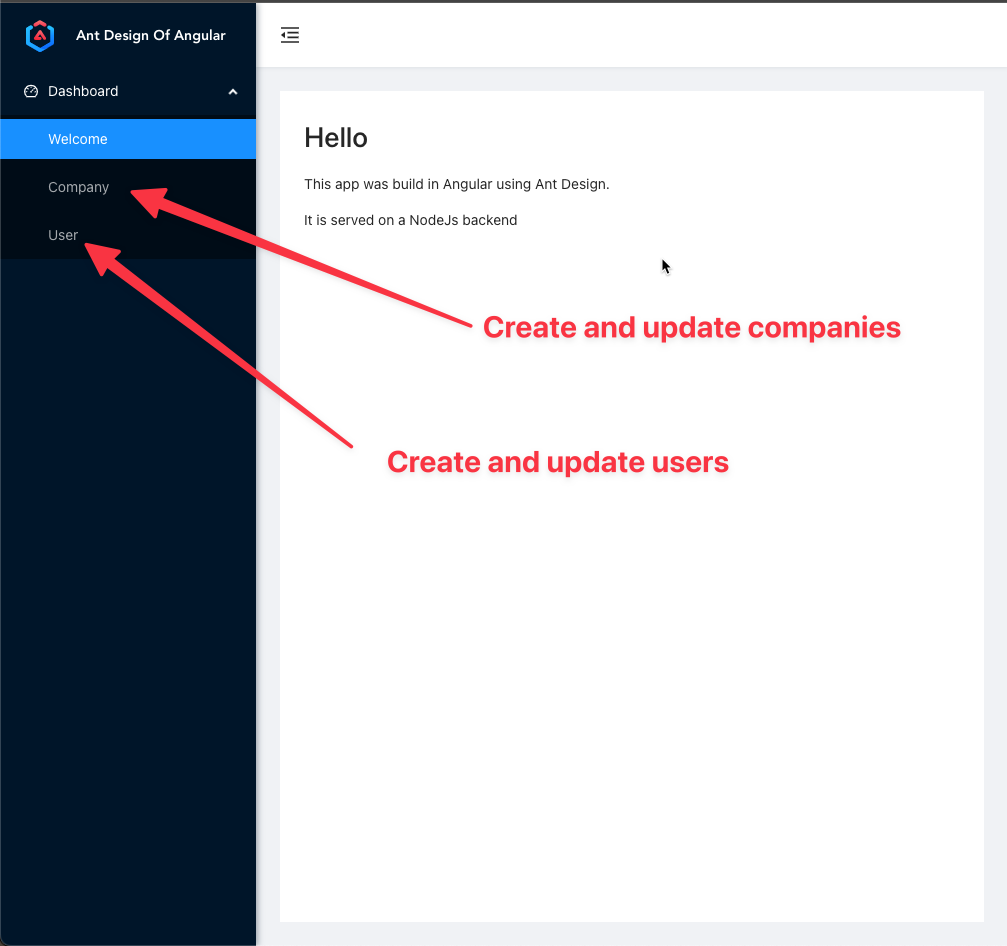 Ant Design Of Angular
Dashboard
Welcome
Company
User
Hello
This app was build in Angular using Ant Design.
It is served on a NodeJs backend
Create and update companies
Create and update users